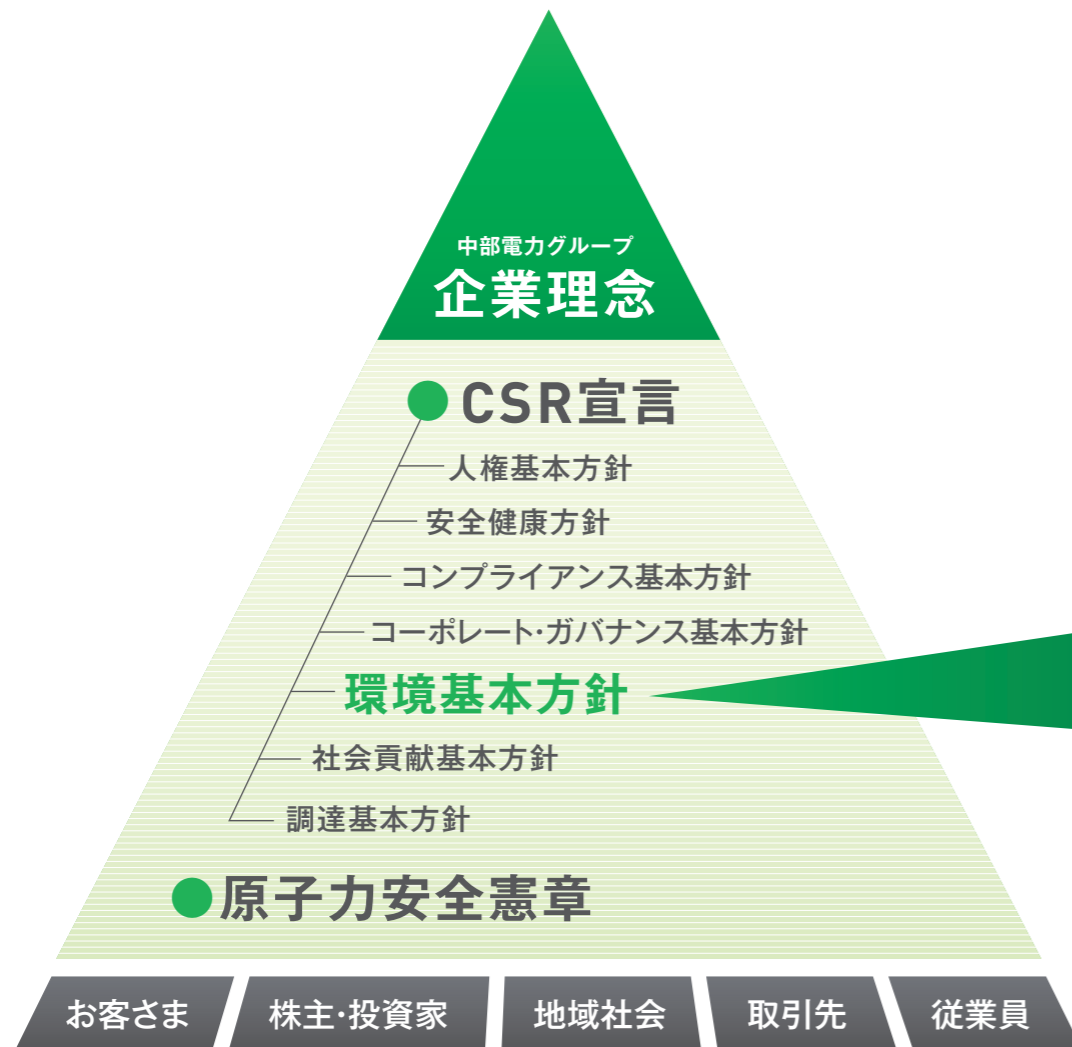 中部電力グループ
企業理念
CSR宣言
人権基本方針
安全健康方針
コンプライアンス基本方針
コーポレート・ガバナンス基本方針
環境基本方針
社会貢献基本方針
調達基本方針
原子力安全憲章
お客さま 株主・投資家 地域社会 取引先 従業員